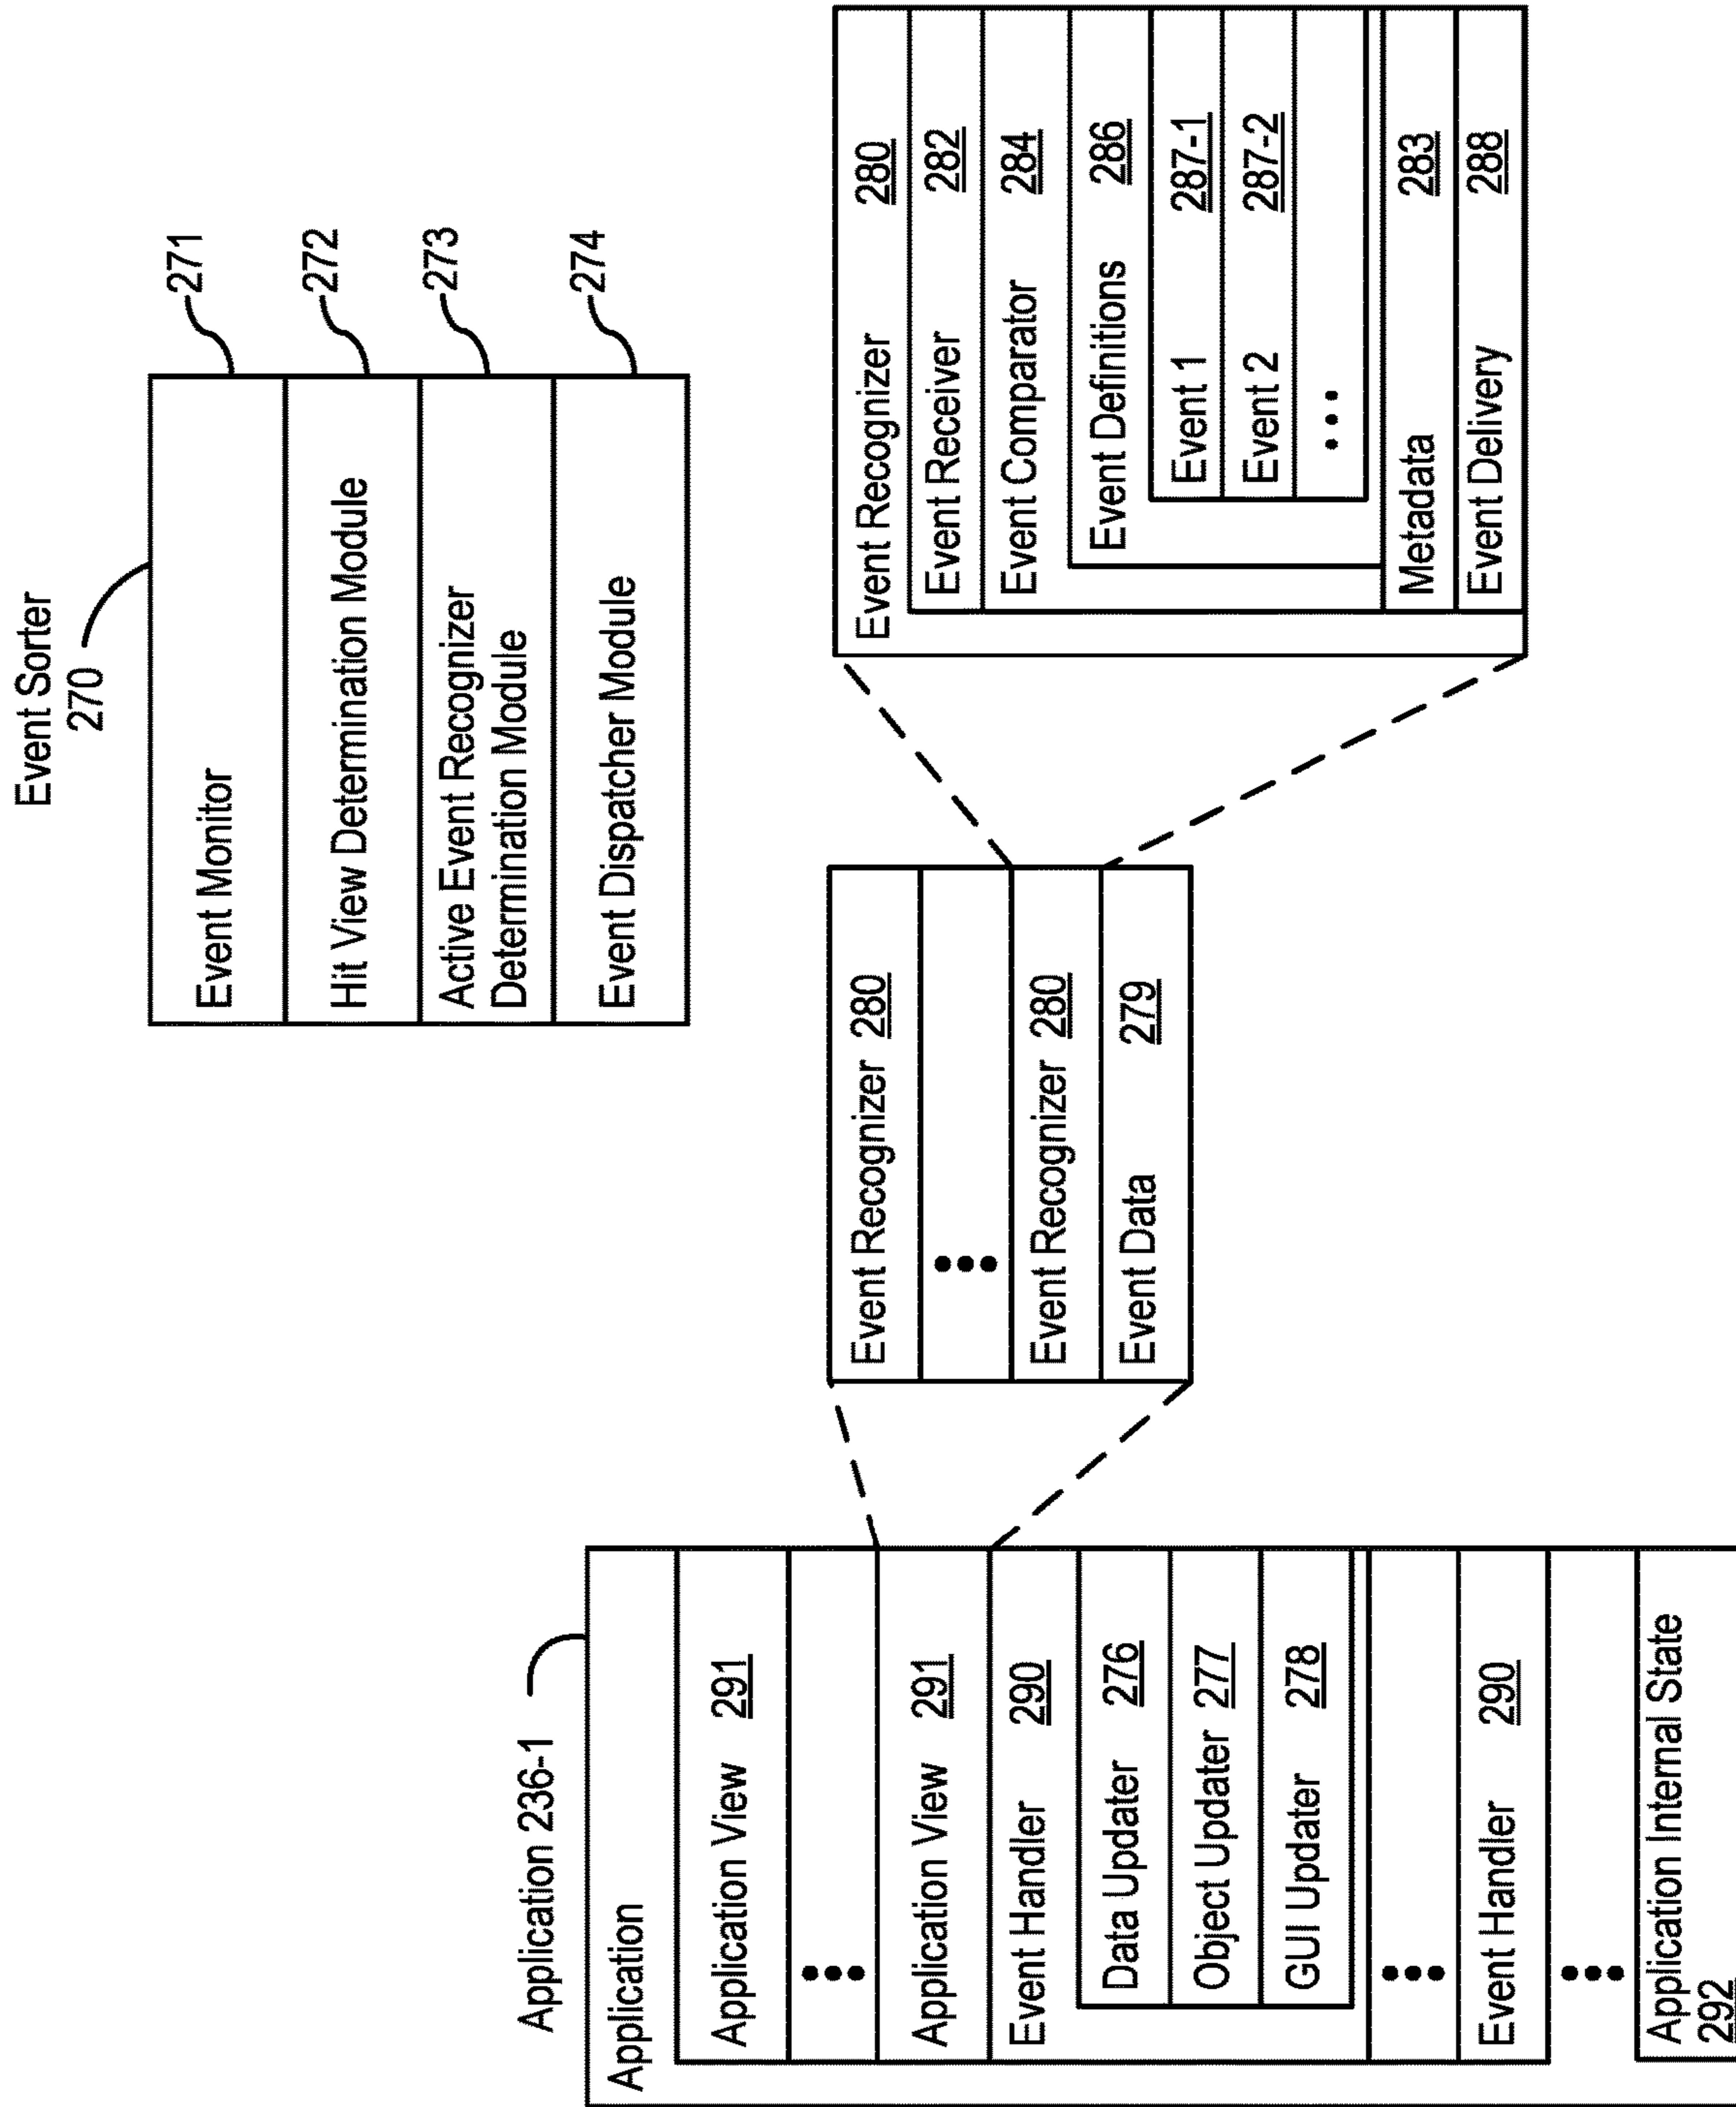 Event Sorter
270
Event Monitor
271
Hit View Determination Module
272
Active Event Recognizer
Determination Module
273
Event Dispatcher Module
274
Application 236-1
Application
Application View 291
•••
Application View 291
Event Handler 290
Data Updater 276
Object Updater 277
GUI Updater 278
•••
Event Handler 290
•••
Application Internal State
292
Event Recognizer 280
•••
Event Recognizer 280
Event Data 279
Event Recognizer 280
Event Receiver 282
Event Comparator 284
Event Definitions 286
Event 1 287-1
Event 2 287-2
•••
Metadata 283
Event Delivery 288